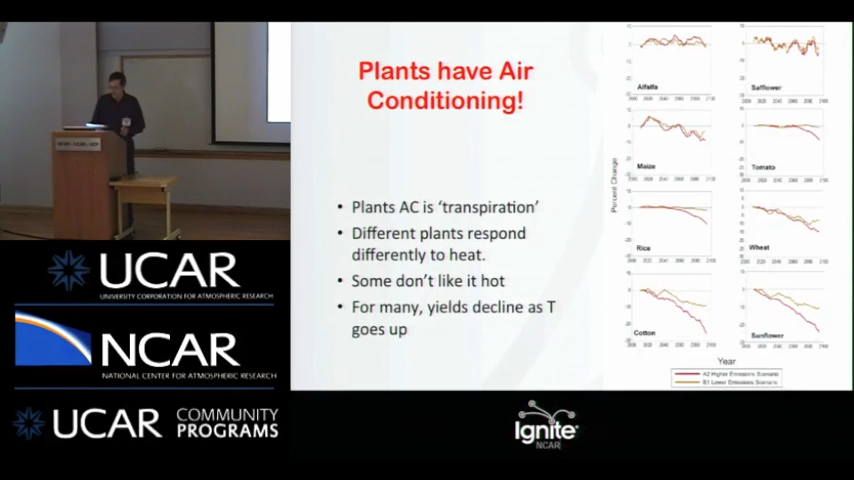 Plants have Air
Conditioning!
• Plants AC is ‘transpiration’
• Different plants respond
differently to heat.
• Some don’t like it hot
• For many, yields decline as T
goes up
Alfalfa
Safflower
Maize
Tomato
Rice
Wheat
Cotton
Sunflower
Percent Change
Year
A2 Higher Emissions Scenario
B1 Lower Emissions Scenario
UCAR
UNIVERSITY CORPORATION FOR ATMOSPHERIC RESEARCH
NCAR
NATIONAL CENTER FOR ATMOSPHERIC RESEARCH
UCAR COMMUNITY
PROGRAMS
Ignite
NCAR